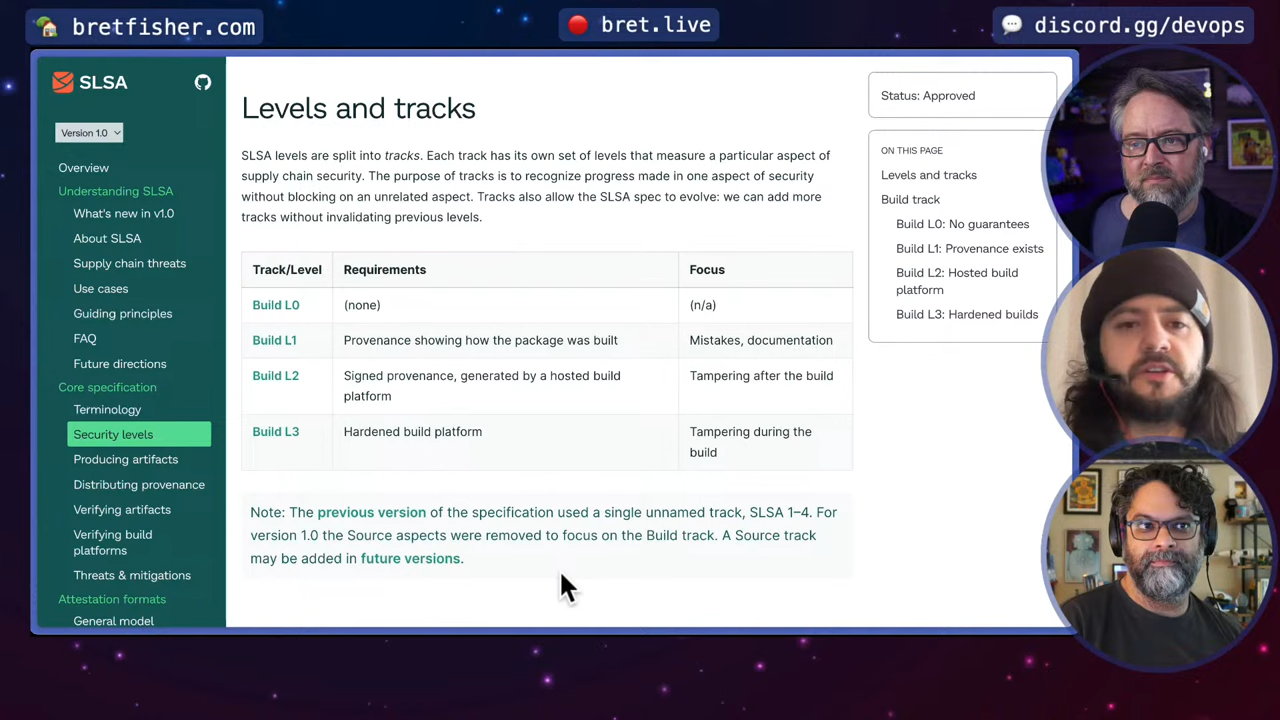 bretfisher.com
bret.live
discord.gg/devops
SLSA
Version 1.0
Overview
Understanding SLSA
What's new in v1.0
About SLSA
Supply chain threats
Use cases
Guiding principles
FAQ
Future directions
Core specification
Terminology
Security levels
Producing artifacts
Distributing provenance
Verifying artifacts
Verifying build
platforms
Threats & mitigations
Attestation formats
General model
Levels and tracks
SLSA levels are split into tracks. Each track has its own set of levels that measure a particular aspect of
supply chain security. The purpose of tracks is to recognize progress made in one aspect of security
without blocking on an unrelated aspect. Tracks also allow the SLSA spec to evolve: we can add more
tracks without invalidating previous levels.
Track/Level Requirements Focus
Build L0 (none) (n/a)
Build L1 Provenance showing how the package was built Mistakes, documentation
Build L2 Signed provenance, generated by a hosted build Tampering after the build
platform
Build L3 Hardened build platform Tampering during the
build
Note: The previous version of the specification used a single unnamed track, SLSA 1–4. For
version 1.0 the Source aspects were removed to focus on the Build track. A Source track
may be added in future versions.
Status: Approved
ON THIS PAGE
Levels and tracks
Build track
Build L0: No guarantees
Build L1: Provenance exists
Build L2: Hosted build
platform
Build L3: Hardened builds